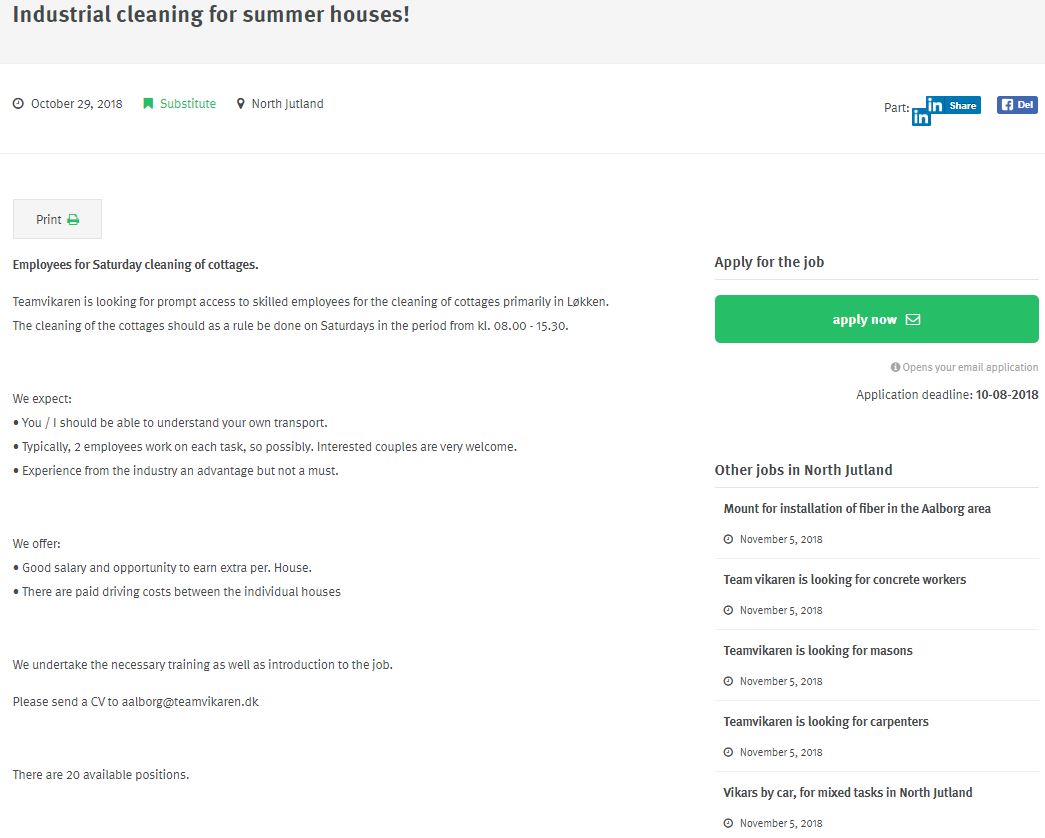 Industrial cleaning for summer houses!
October 29, 2018 Substitute North Jutland
Part: in in Share Del
Print
Employees for Saturday cleaning of cottages.
Teamvikaren is looking for prompt access to skilled employees for the cleaning of cottages primarily in Løkken.
The cleaning of the cottages should as a rule be done on Saturdays in the period from kl. 08.00 - 15.30.
We expect:
• You / I should be able to understand your own transport.
• Typically, 2 employees work on each task, so possibly. Interested couples are very welcome.
• Experience from the industry an advantage but not a must.
We offer:
• Good salary and opportunity to earn extra per. House.
• There are paid driving costs between the individual houses
We undertake the necessary training as well as introduction to the job.
Please send a CV to aalborg@teamvikaren.dk
There are 20 available positions.
Apply for the job
apply now
Opens your email application
Application deadline: 10-08-2018
Other jobs in North Jutland
Mount for installation of fiber in the Aalborg area
November 5, 2018
Team vikaren is looking for concrete workers
November 5, 2018
Teamvikaren is looking for masons
November 5, 2018
Teamvikaren is looking for carpenters
November 5, 2018
Vikars by car, for mixed tasks in North Jutland
November 5, 2018